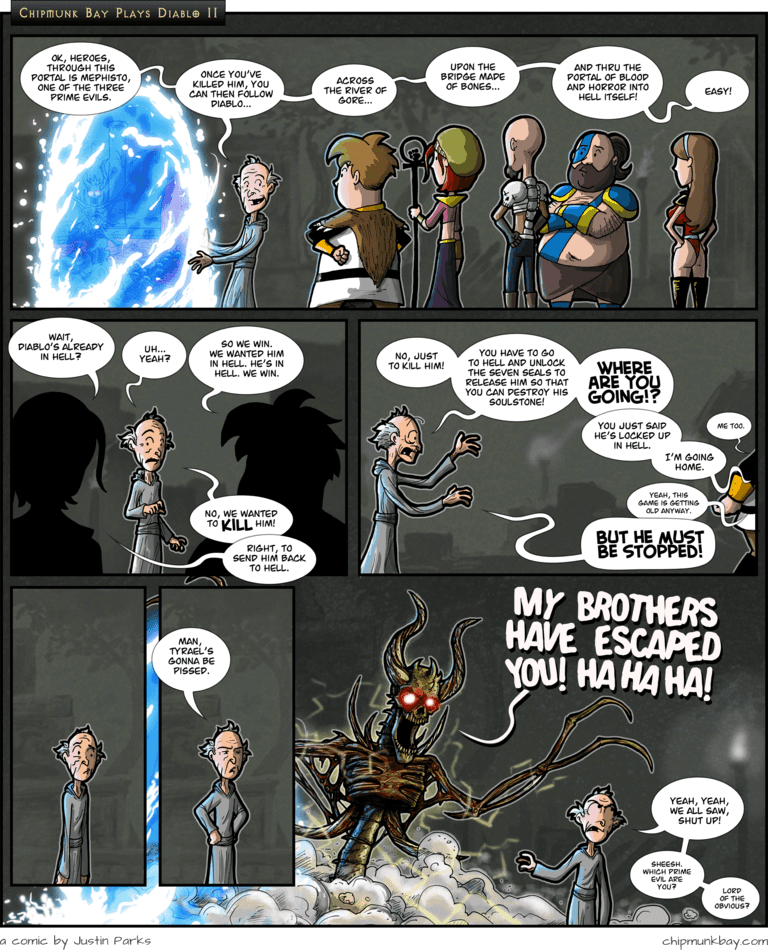 Chipmunk Bay Plays Diablo II
OK, HEROES,
THROUGH THIS
PORTAL IS MEPHISTO,
ONE OF THE THREE
PRIME EVILS.
ONCE YOU'VE
KILLED HIM, YOU
CAN THEN FOLLOW
DIABLO...
ACROSS
THE RIVER OF
GORE...
UPON THE
BRIDGE MADE
OF BONES...
AND THRU THE
PORTAL OF BLOOD
AND HORROR INTO
HELL ITSELF!
EASY!
WAIT,
DIABLO'S ALREADY
IN HELL?
UH...
YEAH?
SO WE WIN.
WE WANTED HIM
IN HELL. HE'S IN
HELL. WE WIN.
NO, WE WANTED
TO KILL HIM!
RIGHT, TO
SEND HIM BACK
TO HELL.
NO, JUST
TO KILL HIM!
YOU HAVE TO GO
TO HELL AND UNLOCK
THE SEVEN SEALS TO
RELEASE HIM SO THAT
YOU CAN DESTROY HIS
SOULSTONE!
WHERE
ARE YOU
GOING!?
YOU JUST SAID
HE'S LOCKED UP
IN HELL.
I'M GOING
HOME.
ME TOO.
YEAH, THIS
GAME IS GETTING
OLD ANYWAY.
BUT HE MUST
BE STOPPED!
MAN,
TYRAEL'S
GONNA BE
PISSED.
MY BROTHERS
HAVE ESCAPED
YOU! HA HA HA!
YEAH, YEAH,
WE ALL SAW,
SHUT UP!
SHEESH.
WHICH PRIME
EVIL ARE
YOU?
LORD
OF THE
OBVIOUS?
a comic by Justin Parks
chipmunkbay.com